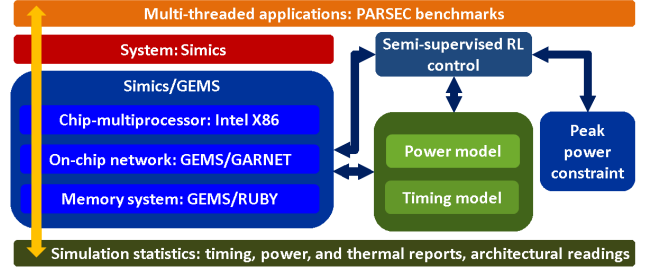 Multi-threaded applications: PARSEC benchmarks
System: Simics
Semi-supervised RL
control
Simics/GEMS
Chip-multiprocessor: Intel X86
On-chip network: GEMS/GARNET
Memory system: GEMS/RUBY
Power model
Timing model
Peak
power
constraint
Simulation statistics: timing, power, and thermal reports, architectural readings